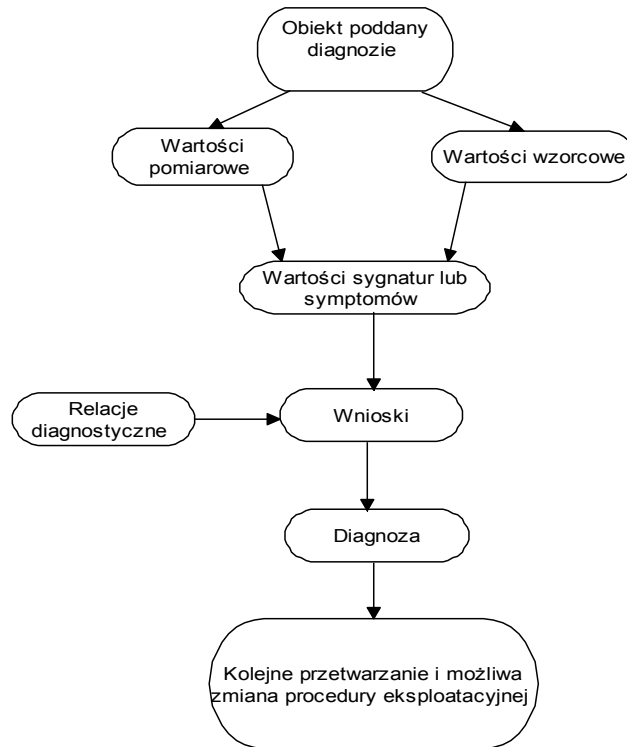 Obiekt poddany
diagnozie
Wartości
pomiarowe
Wartości wzorcowe
Wartości sygnatur lub
symptomów
Relacje
diagnostyczne
Wnioski
Diagnoza
Kolejne przetwarzanie i możliwa
zmiana procedury eksploatacyjnej